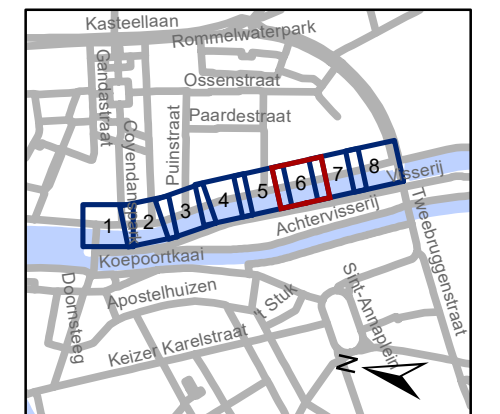 Kasteellaan
Rommelwaterpark
Gandastraat
Ossenstraat
Coyendanspark
Puinstraat
Paardestraat
1
2
3
4
5
6
7
8
Visserij
Achtervisserij
Koepoortkaai
Tweebruggenstraat
Doornsteeg
Apostelhuizen
't Stuk
Sint-Annaplein
Keizer Karelstraat
N